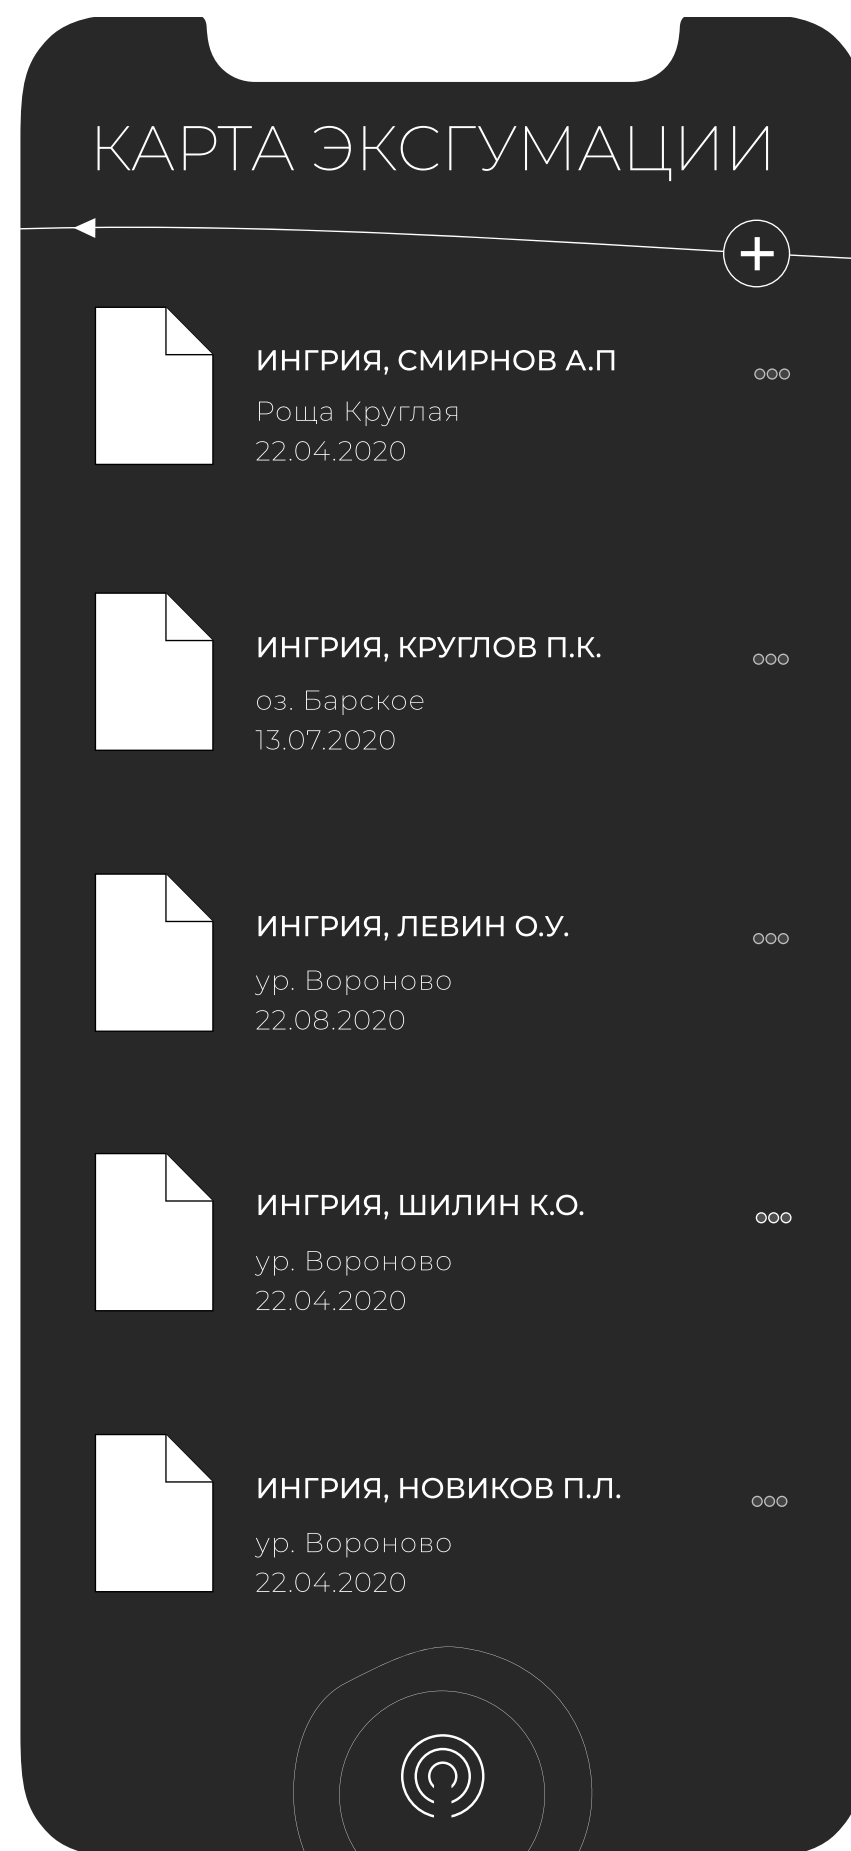 КАРТА ЭКСГУМАЦИИ
ИНГРИЯ, СМИРНОВ А.П
Роща Круглая
22.04.2020
ИНГРИЯ, КРУГЛОВ П.К.
оз. Барское
13.07.2020
ИНГРИЯ, ЛЕВИН О.У.
ур. Вороново
22.08.2020
ИНГРИЯ, ШИЛИН К.О.
ур. Вороново
22.04.2020
ИНГРИЯ, НОВИКОВ П.Л.
ур. Вороново
22.04.2020